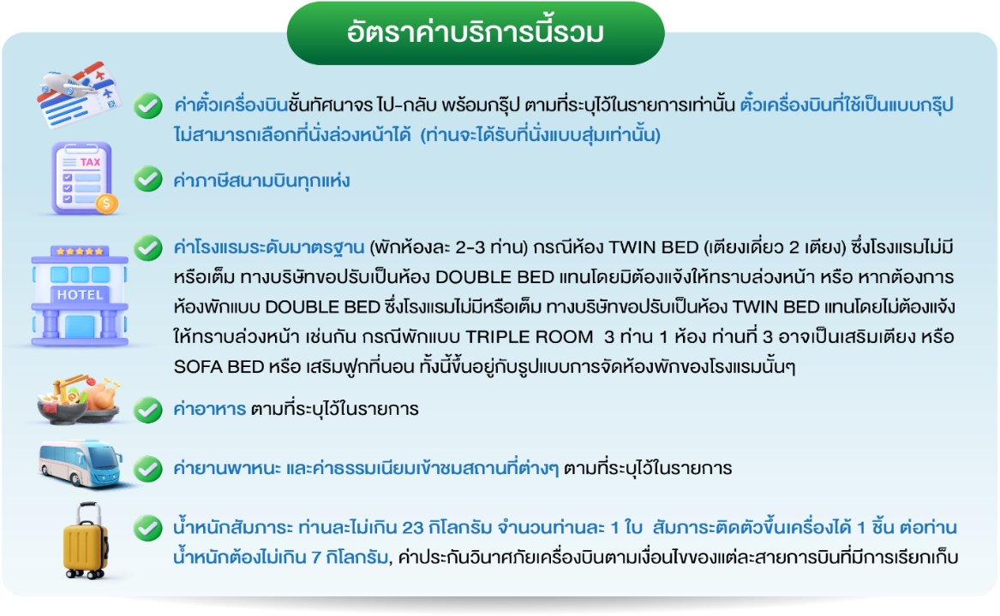 อัตราค่าบริการนี้รวม
ค่าตั๋วเครื่องบินชั้นทัศนาจร ไป-กลับ พร้อมกรุ๊ป ตามที่ระบุไว้ในรายการเท่านั้น ตั๋วเครื่องบินที่ใช้เป็นแบบกรุ๊ป
ไม่สามารถเลือกที่นั่งล่วงหน้าได้ (ท่านจะได้รับที่นั่งแบบสุ่มเท่านั้น)
TAX
$
ค่าภาษีสนามบินทุกแห่ง
ค่าโรงแรมระดับมาตรฐาน (พักห้องละ 2-3 ท่าน) กรณีห้อง TWIN BED (เตียงเดี่ยว 2 เตียง) ซึ่งโรงแรมไม่มี
หรือเต็ม ทางบริษัทขอปรับเป็นห้อง DOUBLE BED แทนโดยมิต้องแจ้งให้ทราบล่วงหน้า หรือ หากต้องการ
HOTEL
ห้องพักแบบ DOUBLE BED ซึ่งโรงแรมไม่มีหรือเต็ม ทางบริษัทขอปรับเป็นห้อง TWIN BED แทนโดยไม่ต้องแจ้ง
ให้ทราบล่วงหน้า เช่นกัน กรณีพักแบบ TRIPLE ROOM 3 ท่าน 1 ห้อง ท่านที่ 3 อาจเป็นเสริมเตียง หรือ
SOFA BED หรือ เสริมฟูกที่นอน ทั้งนี้ขึ้นอยู่กับรูปแบบการจัดห้องพักของโรงแรมนั้นๆ
ค่าอาหาร ตามที่ระบุไว้ในรายการ
ค่ายานพาหนะ และค่าธรรมเนียมเข้าชมสถานที่ต่างๆ ตามที่ระบุไว้ในรายการ
น้ำหนักสัมภาระ ท่านละไม่เกิน 23 กิโลกรัม จำนวนท่านละ 1 ใบ สัมภาระติดตัวขึ้นเครื่องได้ 1 ชิ้น ต่อท่าน
น้ำหนักต้องไม่เกิน 7 กิโลกรัม, ค่าประกันวินาศภัยเครื่องบินตามเงื่อนไขของแต่ละสายการบินที่มีการเรียกเก็บ